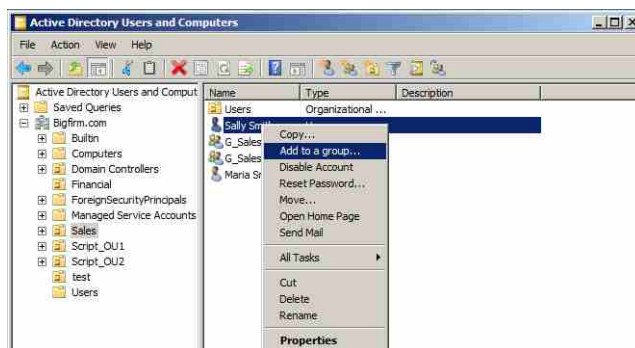 Active Directory Users and Computers
File Action View Help
Active Directory Users and Comput
Saved Queries
Bigfirm.com
Builtin
Computers
Domain Controllers
Financial
ForeignSecurityPrincipals
Managed Service Accounts
Sales
Script_OU1
Script_OU2
test
Users
Name Type Description
Users Organizational ...
Sally
G_Sales
G_Sales
Maria
Copy...
Add to a group...
Disable Account
Reset Password...
Move...
Open Home Page
Send Mail
All Tasks
Cut
Delete
Rename
Properties